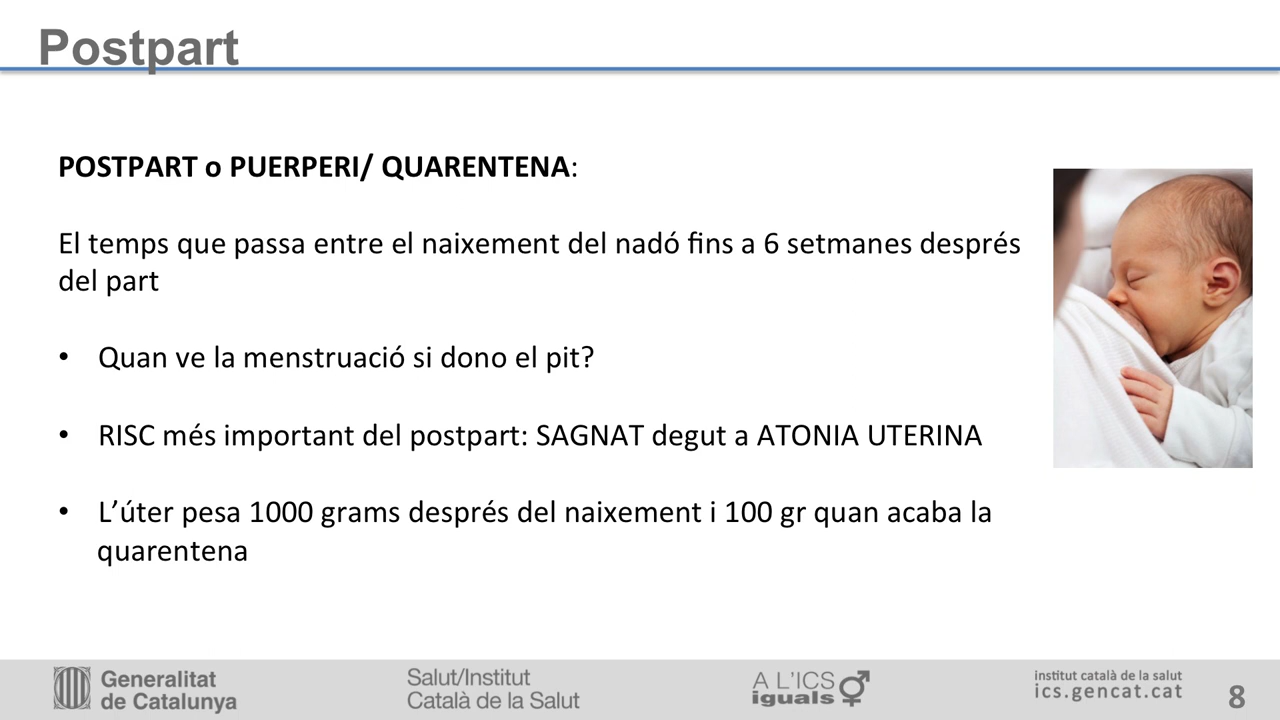 Postpart
POSTPART o PUERPERI/ QUARENTENA:
El temps que passa entre el naixement del nadó fins a 6 setmanes després
del part
• Quan ve la menstruació si dono el pit?
• RISC més important del postpart: SAGNAT degut a ATONIA UTERINA
• L’úter pesa 1000 grams després del naixement i 100 gr quan acaba la
quarentena
Generalitat
de Catalunya
Salut/Institut
Català de la Salut
A L'ICS
iguals
institut català de la salut
ics.gencat.cat
8